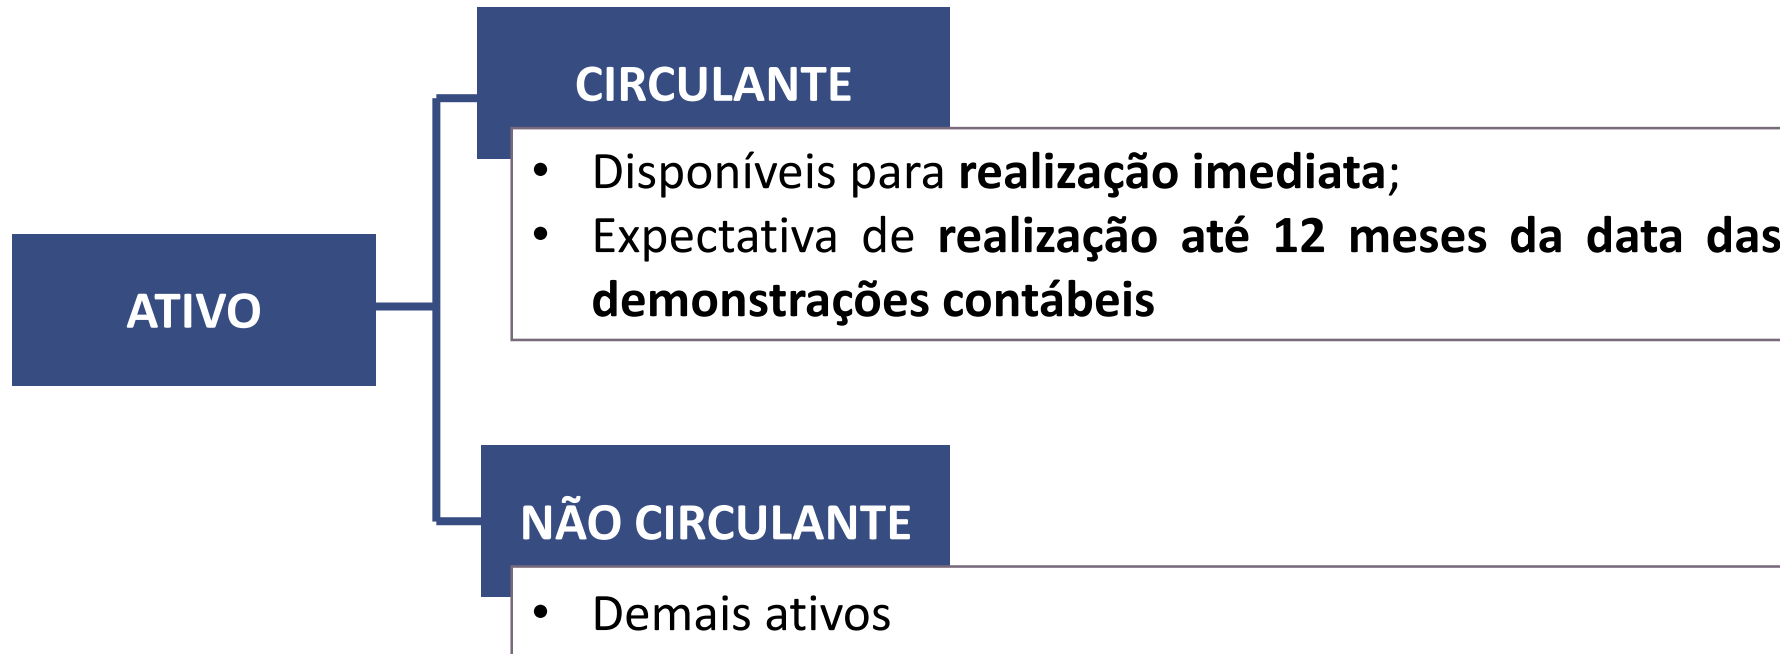 CIRCULANTE
• Disponíveis para realização imediata;
• Expectativa de realização até 12 meses da data das
demonstrações contábeis
ATIVO
NÃO CIRCULANTE
• Demais ativos